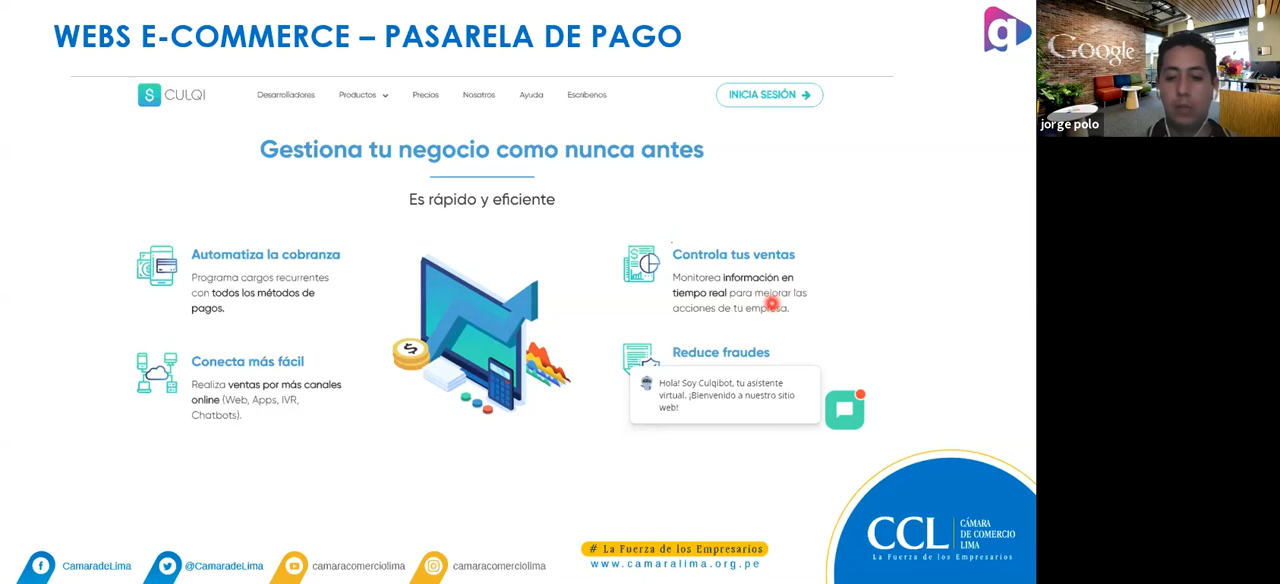 WEBS E-COMMERCE – PASARELA DE PAGO
g
Google
jorge polo
$ CULQI
Desarrolladores
Productos
Precios
Nosotros
Ayuda
Escríbenos
INICIA SESIÓN →
Gestiona tu negocio como nunca antes
Es rápido y eficiente
Automatiza la cobranza
Programa cargos recurrentes
con todos los métodos de
pagos.
Conecta más fácil
Realiza ventas por más canales
online (Web, Apps, IVR,
Chatbots).
$
Controla tus ventas
Monitorea información en
tiempo real para mejorar las
acciones de tu empresa.
Reduce fraudes
Hola! Soy Culqibot, tu asistente
virtual. ¡Bienvenido a nuestro sitio
web!
CCL
CÁMARA
DE COMERCIO
LIMA
La Fuerza de los Empresarios
CamaradeLima
@CamaradeLima
camaracomerciolima
camaracomerciolima
# La Fuerza de los Empresarios
www.camaralima.org.pe